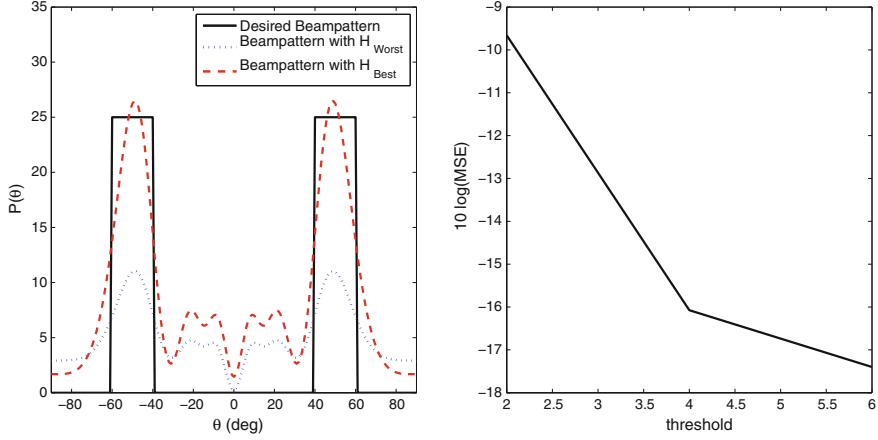 Desired Beampattern
Beampattern with H Worst
Beampattern with H Best
35
30
25
20
15
10
5
0
P(θ)
−80 −60 −40 −20 0 20 40 60 80
θ (deg)
−9
−10
−11
−12
−13
−14
−15
−16
−17
−18
10 log(MSE)
2 2.5 3 3.5 4 4.5 5 5.5 6
threshold